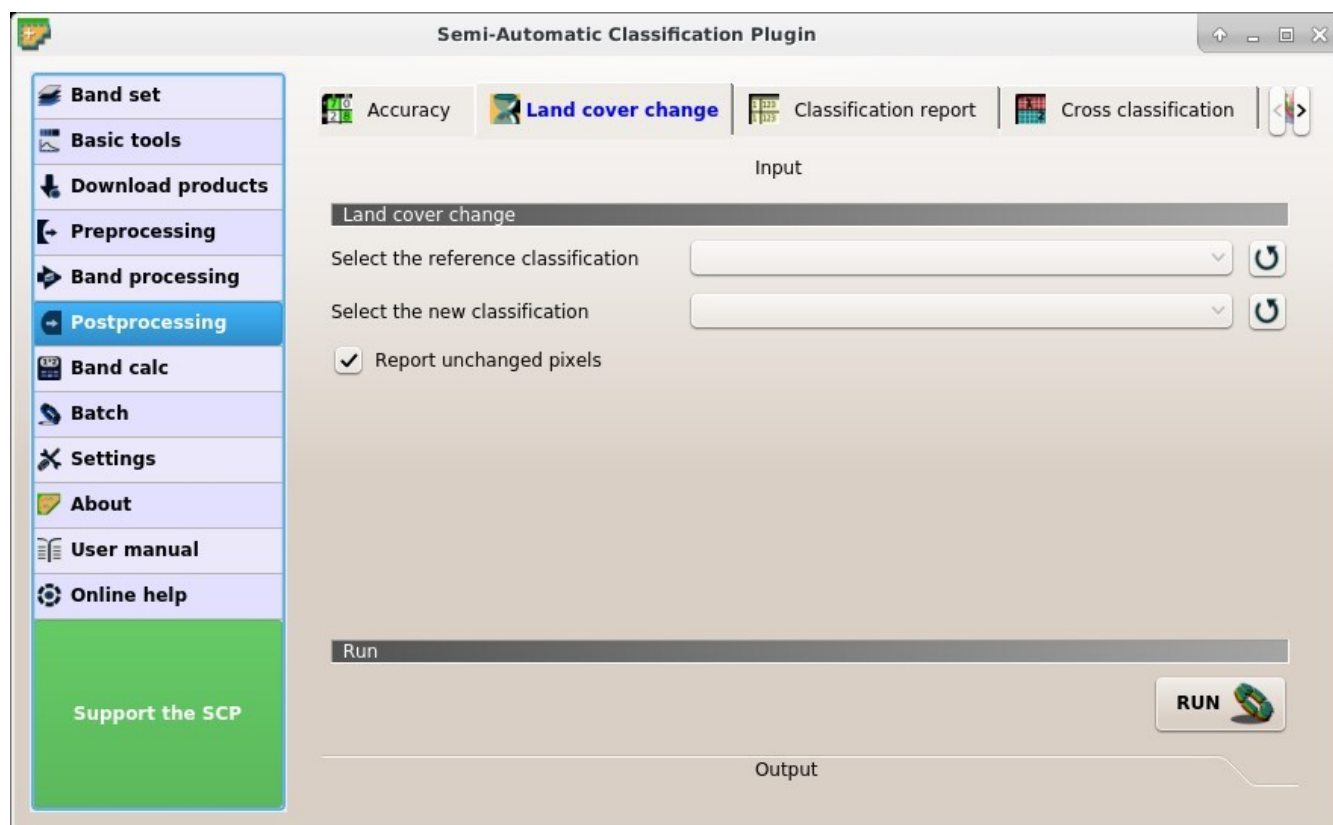 Semi-Automatic Classification Plugin
Band set
Basic tools
Download products
Preprocessing
Band processing
Postprocessing
Band calc
Batch
Settings
About
User manual
Online help
Support the SCP
Accuracy
Land cover change
Classification report
Cross classification
Input
Land cover change
Select the reference classification
Select the new classification
Report unchanged pixels
Run
RUN
Output